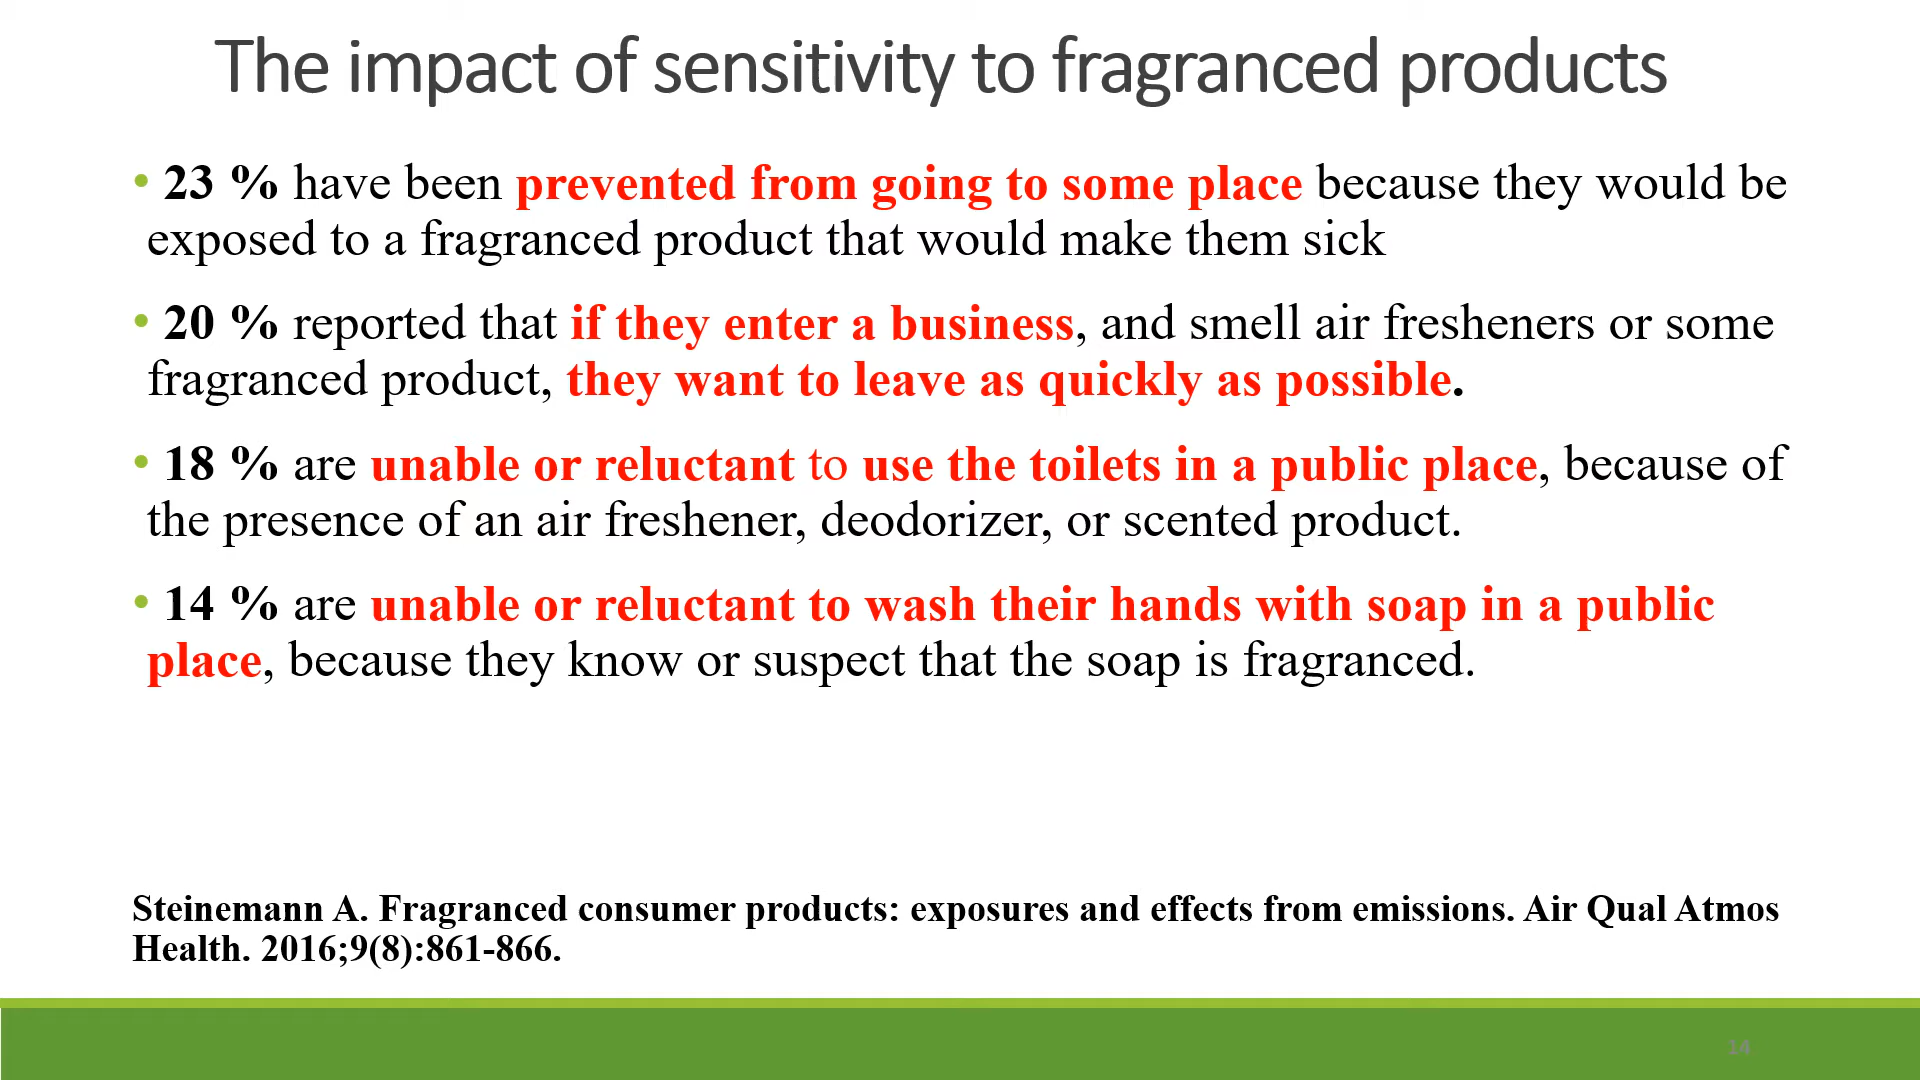 The impact of sensitivity to fragranced products
• 23 % have been prevented from going to some place because they would be
exposed to a fragranced product that would make them sick
• 20 % reported that if they enter a business, and smell air fresheners or some
fragranced product, they want to leave as quickly as possible.
• 18 % are unable or reluctant to use the toilets in a public place, because of
the presence of an air freshener, deodorizer, or scented product.
• 14 % are unable or reluctant to wash their hands with soap in a public
place, because they know or suspect that the soap is fragranced.
Steinemann A. Fragranced consumer products: exposures and effects from emissions. Air Qual Atmos
Health. 2016;9(8):861-866.
14